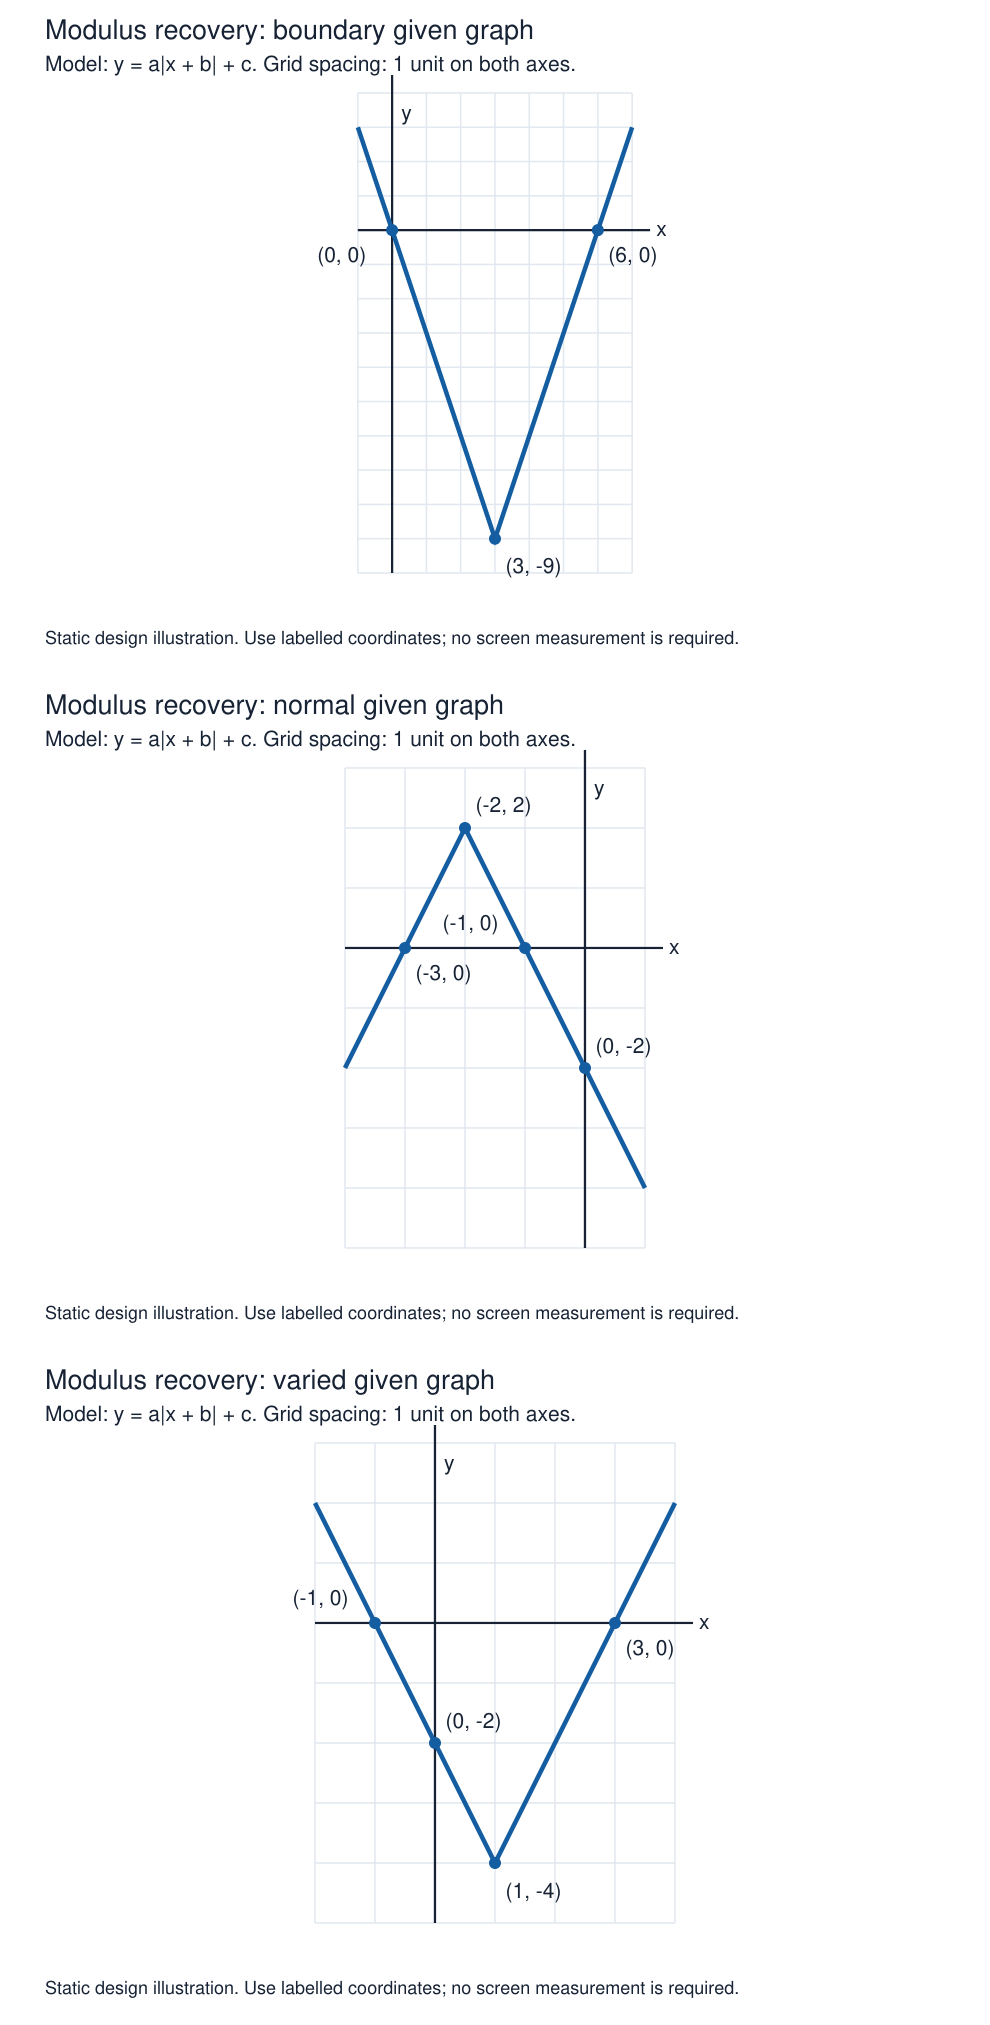 Modulus recovery: boundary given graph
Model: y = a|x + b| + c. Grid spacing: 1 unit on both axes.
y
x
(0, 0)
(6, 0)
(3, -9)
Static design illustration. Use labelled coordinates; no screen measurement is required.
Modulus recovery: normal given graph
Model: y = a|x + b| + c. Grid spacing: 1 unit on both axes.
y
(-2, 2)
(-1, 0)
x
(-3, 0)
(0, -2)
Static design illustration. Use labelled coordinates; no screen measurement is required.
Modulus recovery: varied given graph
Model: y = a|x + b| + c. Grid spacing: 1 unit on both axes.
y
(-1, 0)
x
(3, 0)
(0, -2)
(1, -4)
Static design illustration. Use labelled coordinates; no screen measurement is required.